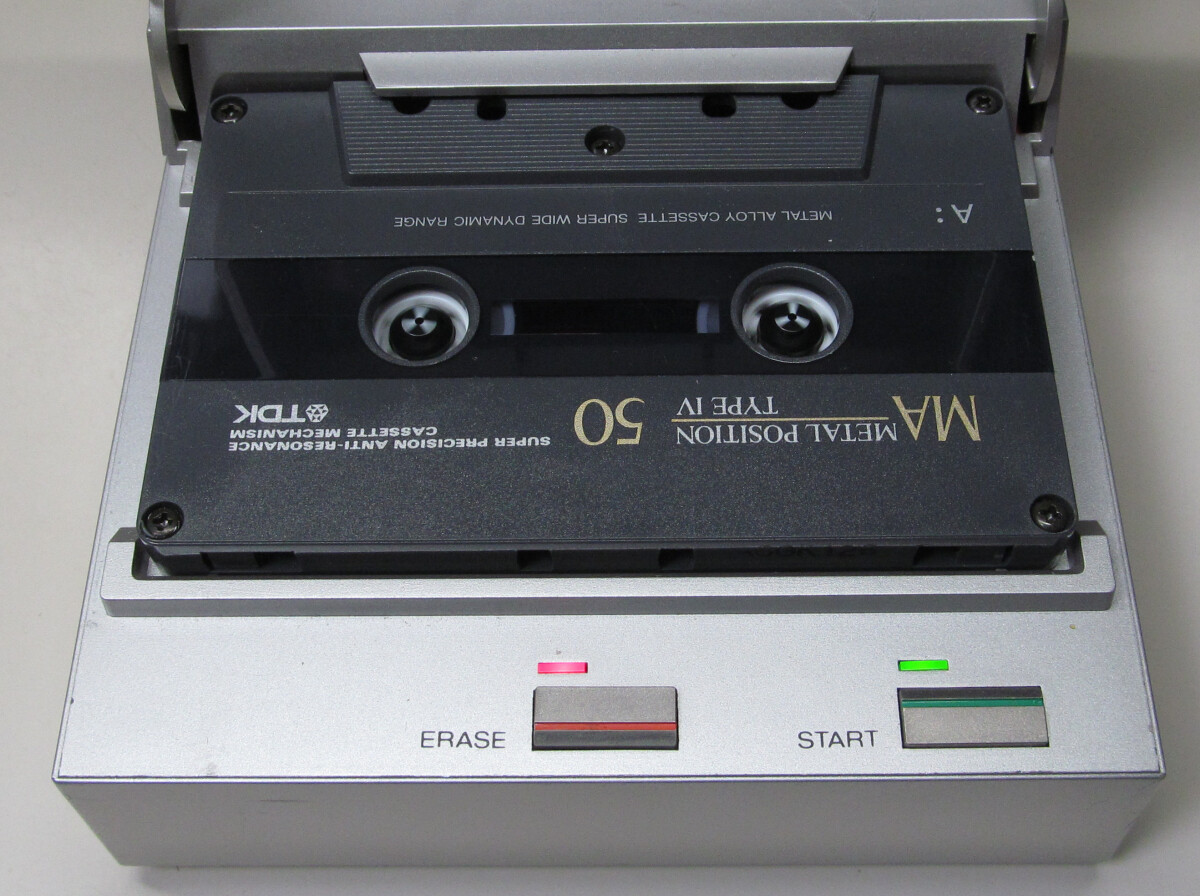 A:
METAL ALLOY CASSETTE SUPER WIDE DYNAMIC RANGE
MA METAL POSITION
TYPE IV
50
SUPER PRECISION ANTI-RESONANCE
CASSETTE MECHANISM
TDK
ERASE
START